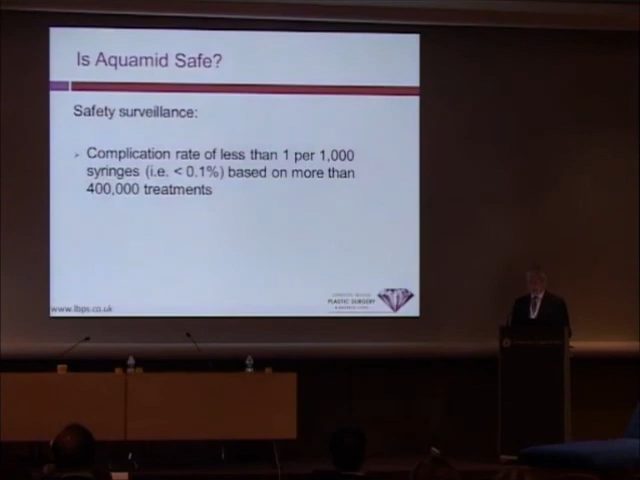 Is Aquamid Safe?
Safety surveillance:
Complication rate of less than 1 per 1,000
syringes (i.e. < 0.1%) based on more than
400,000 treatments
PLASTIC SURGERY
www.lbps.co.uk